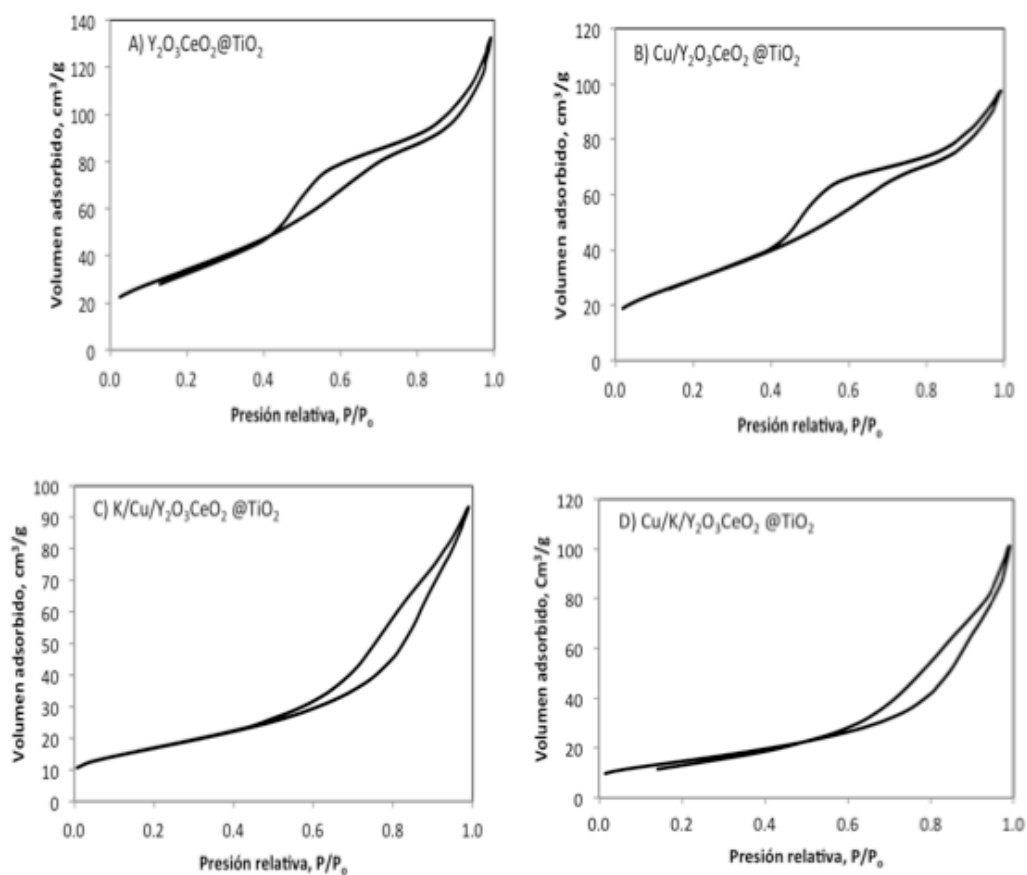 A) Y₂O₃CeO₂@TiO₂
Volumen adsorbido, cm³/g
140
120
100
80
60
40
20
0
0.0 0.2 0.4 0.6 0.8 1.0
Presión relativa, P/Pₒ
B) Cu/Y₂O₃CeO₂ @TiO₂
Volumen adsorbido, cm³/g
120
100
80
60
40
20
0
0.0 0.2 0.4 0.6 0.8 1.0
Presión relativa, P/Pₒ
C) K/Cu/Y₂O₃CeO₂ @TiO₂
Volumen adsorbido, cm³/g
100
90
80
70
60
50
40
30
20
10
0
0.0 0.2 0.4 0.6 0.8 1.0
Presión relativa, P/Pₒ
D) Cu/K/Y₂O₃CeO₂ @TiO₂
Volumen adsorbido, Cm³/g
120
100
80
60
40
20
0
0.0 0.2 0.4 0.6 0.8 1.0
Presión relativa, P/Pₒ